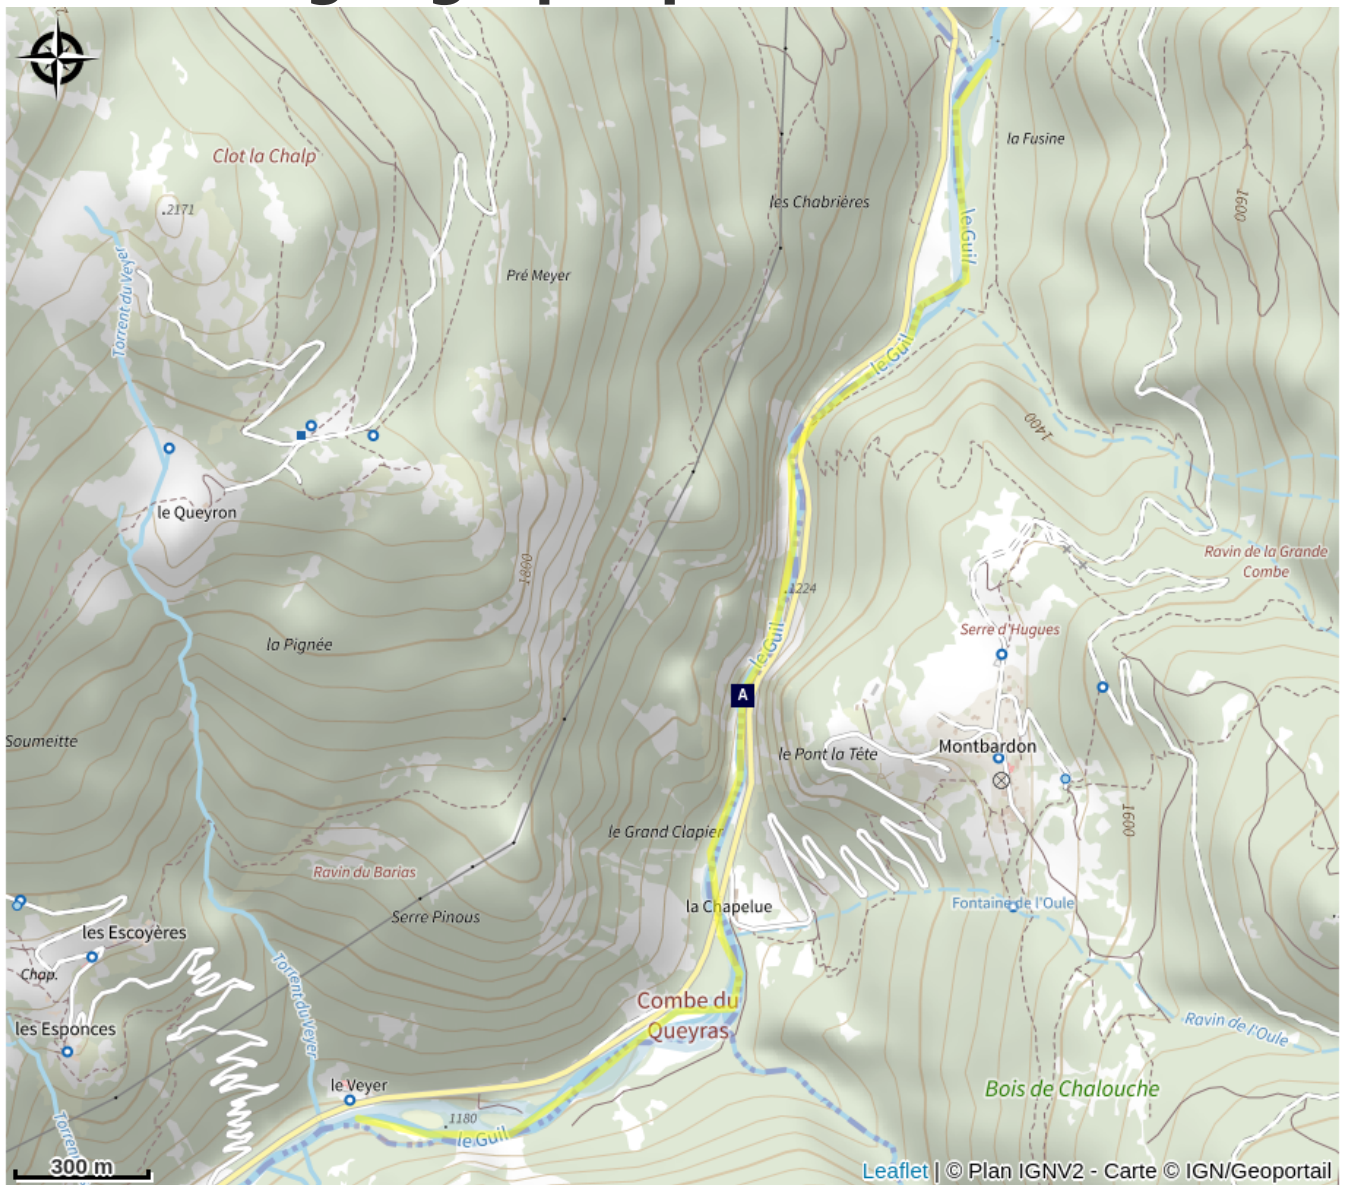 Clot la Chalp
.2171
Torrent du Veyer
la Fusine
les Chabrières
1600
le Guil
Pré Meyer
le Guil
1400
le Queyron
1800
Ravin de la Grande
Combe
.1224
Serre d'Hugues
la Pignée
le Guil
A
Soumeitte
le Pont la Tête
Montbardon
1600
le Grand Clapier
Ravin du Barias
Serre Pinous
la Chapelue
Fontaine de l'Oule
les Escoyères
Chap.
Torrent du Veyer
Combe du
Queyras
les Esponces
Ravin de l'Oule
le Veyer
Bois de Chalouche
1180
le Guil
Torrent
300 m
Leaflet | © Plan IGNV2 - Carte © IGN/Geoportail